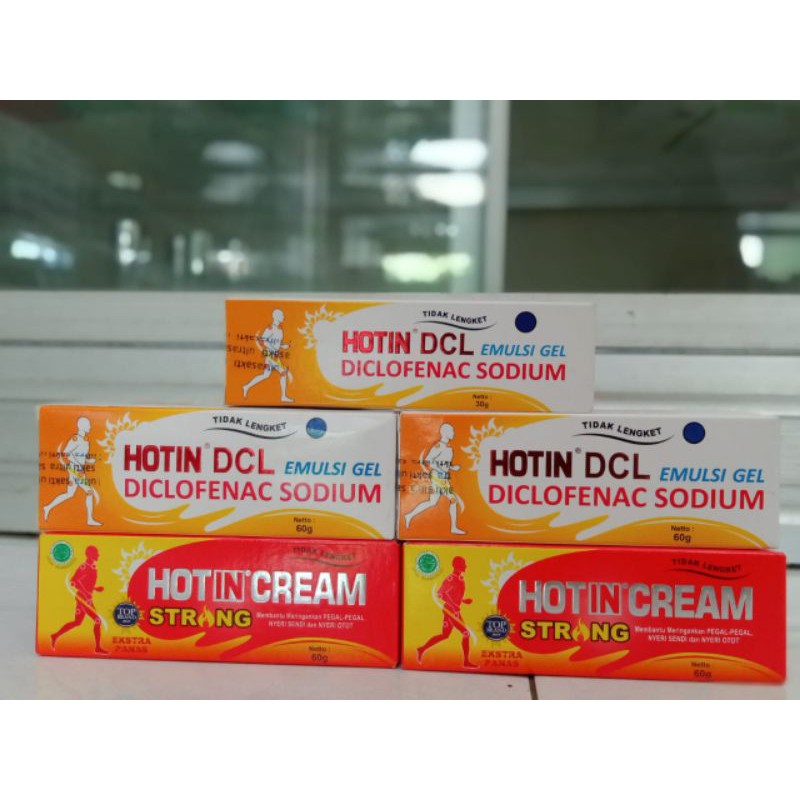 TIDAK LENGKET
HOTIN® DCL EMULSI GEL
DICLOFENAC SODIUM
Netto :
30g
TIDAK LENGKET
HOTIN® DCL EMULSI GEL
DICLOFENAC SODIUM
Netto :
60g
TIDAK LENGKET
HOTIN® DCL EMULSI GEL
DICLOFENAC SODIUM
Netto :
60g
TIDAK LENGKET
HOTIN® CREAM
STRONG
Membantu Meringankan PEGAL-PEGAL,
NYERI SENDI dan NYERI OTOT
TOP
BRAND
EKSTRA
PANAS
Netto :
60g
TIDAK LENGKET
HOTIN® CREAM
STRONG
Membantu Meringankan PEGAL-PEGAL,
NYERI SENDI dan NYERI OTOT
TOP
BRAND
EKSTRA
PANAS
Netto :
60g